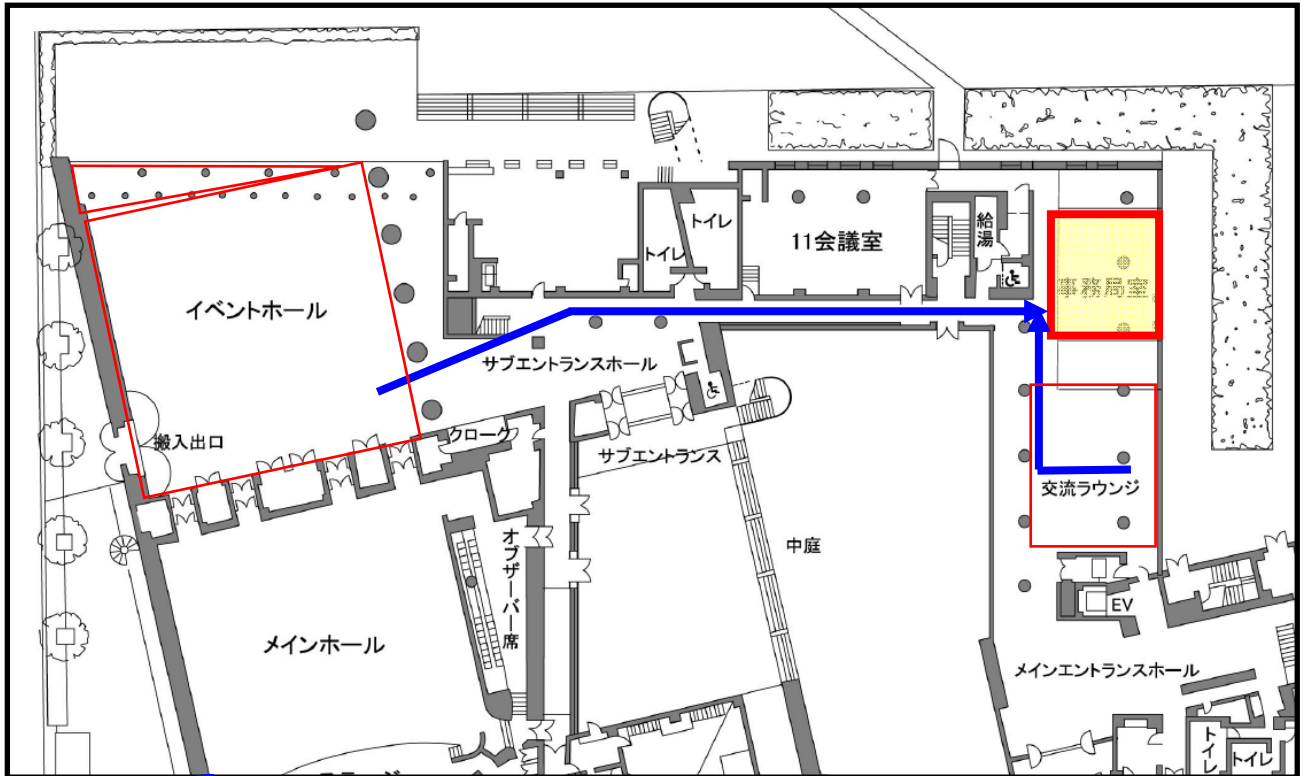 トイレ
トイレ
11会議室
給湯
事務局室
イベントホール
サブエントランスホール
搬入出口
クローク
サブエントランス
交流ラウンジ
オブザーバー席
中庭
EV
メインホール
メインエントランスホール
トイレ
トイレ